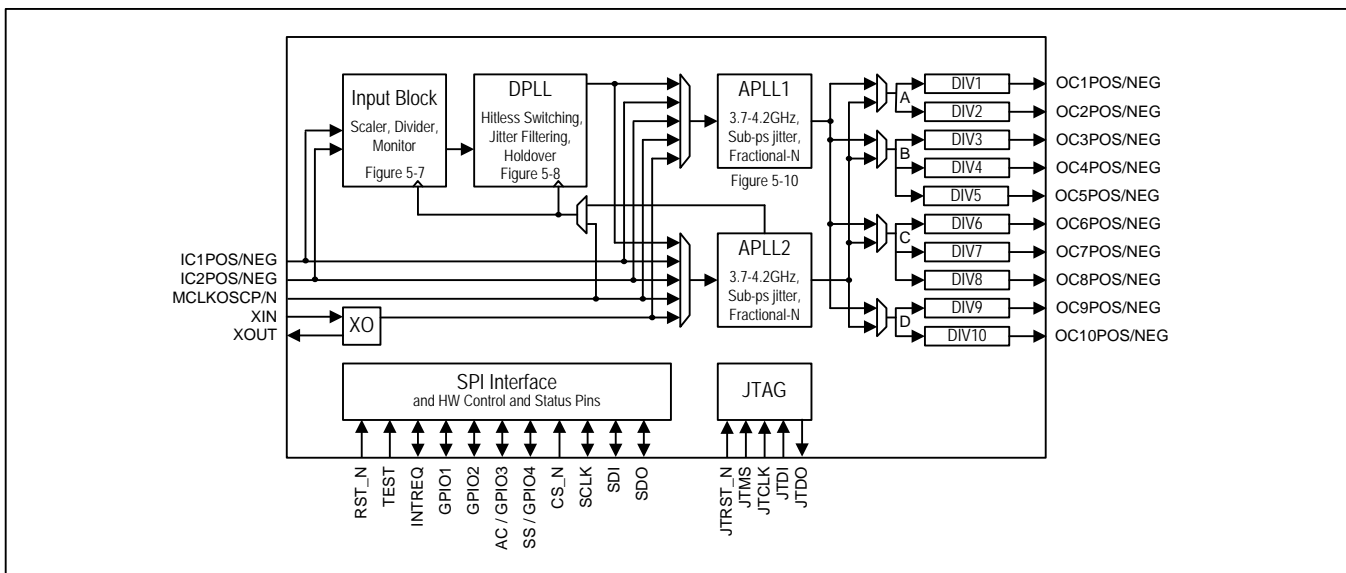 Input Block
Scaler, Divider,
Monitor
Figure 5-7
DPLL
Hitless Switching,
Jitter Filtering,
Holdover
Figure 5-8
APLL1
3.7-4.2GHz,
Sub-ps jitter,
Fractional-N
Figure 5-10
APLL2
3.7-4.2GHz,
Sub-ps jitter,
Fractional-N
A
B
C
D
DIV1
DIV2
DIV3
DIV4
DIV5
DIV6
DIV7
DIV8
DIV9
DIV10
OC1POS/NEG
OC2POS/NEG
OC3POS/NEG
OC4POS/NEG
OC5POS/NEG
OC6POS/NEG
OC7POS/NEG
OC8POS/NEG
OC9POS/NEG
OC10POS/NEG
IC1POS/NEG
IC2POS/NEG
MCLKOSCP/N
XIN
XOUT
XO
SPI Interface
and HW Control and Status Pins
JTAG
RST_N
TEST
INTREQ
GPIO1
GPIO2
AC / GPIO3
SS / GPIO4
CS_N
SCLK
SDI
SDO
JTRST_N
JTMS
JTCLK
JTDI
JTDO